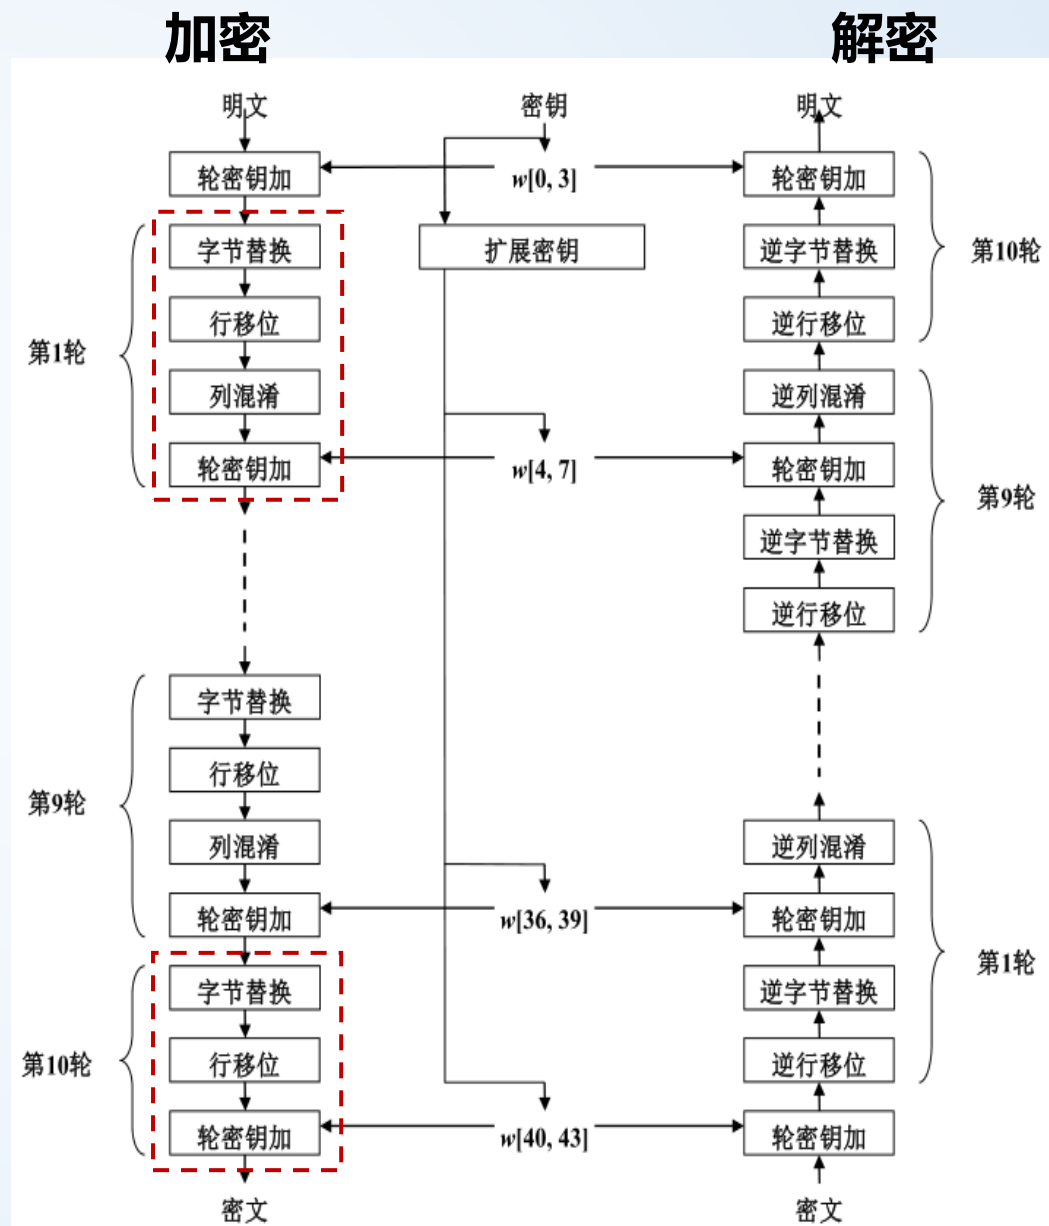 加密
解密
明文
密钥
明文
轮密钥加
w[0, 3]
轮密钥加
字节替换
扩展密钥
逆字节替换
第10轮
行移位
逆行移位
第1轮
列混淆
逆列混淆
轮密钥加
w[4, 7]
轮密钥加
第9轮
逆字节替换
逆行移位
字节替换
行移位
第9轮
列混淆
逆列混淆
轮密钥加
w[36, 39]
轮密钥加
第1轮
字节替换
逆字节替换
第10轮
行移位
逆行移位
轮密钥加
w[40, 43]
轮密钥加
密文
密文